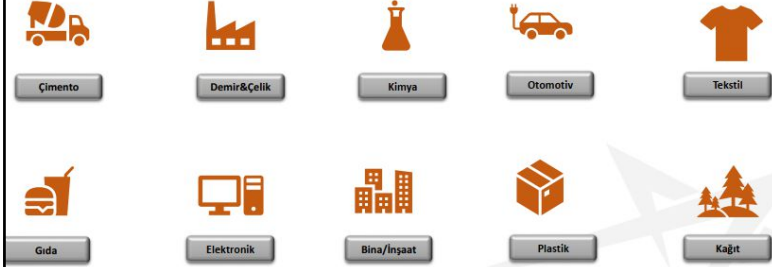 Çimento
Demir&Çelik
Kimya
Otomotiv
Tekstil
Gıda
Elektronik
Bina/İnşaat
Plastik
Kağıt